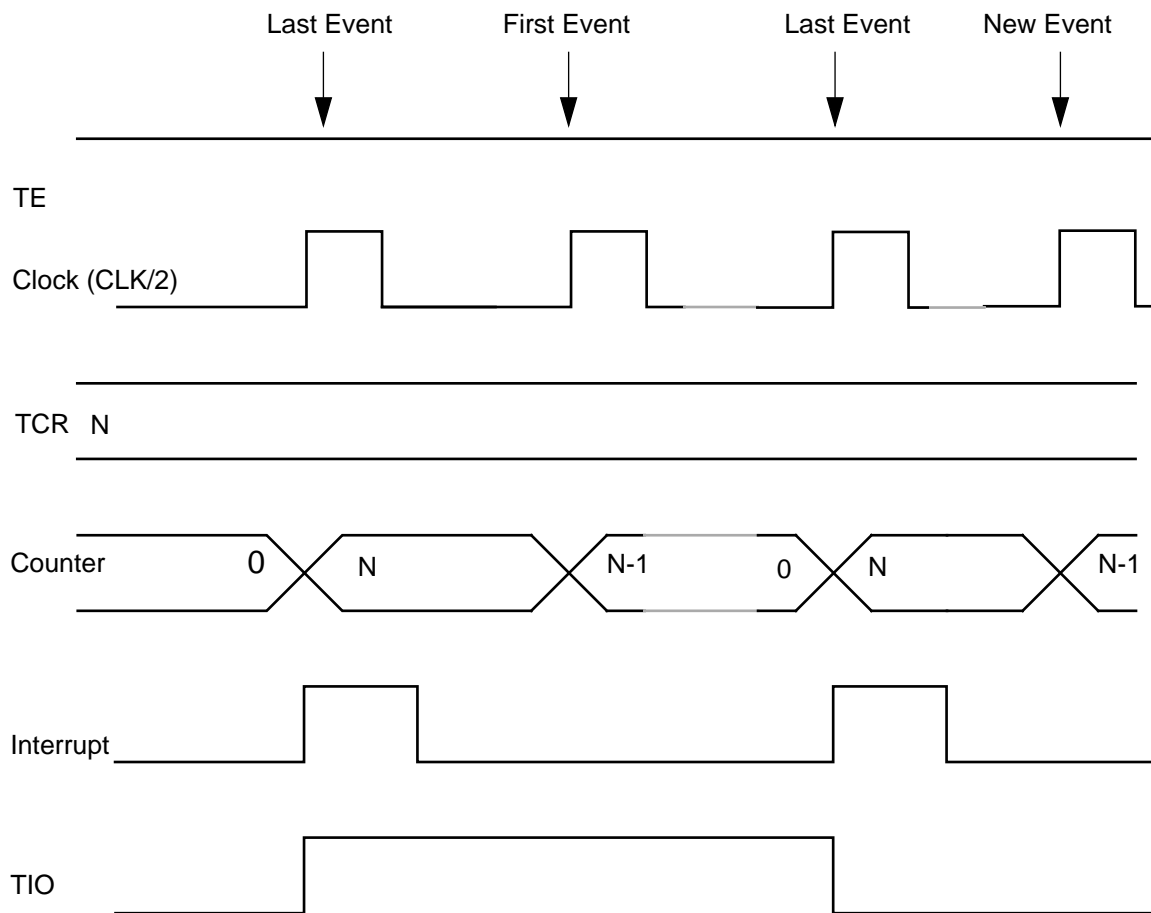 Last Event First Event Last Event New Event
TE
Clock (CLK/2)
TCR N
Counter 0 N N-1 0 N N-1
Interrupt
TIO